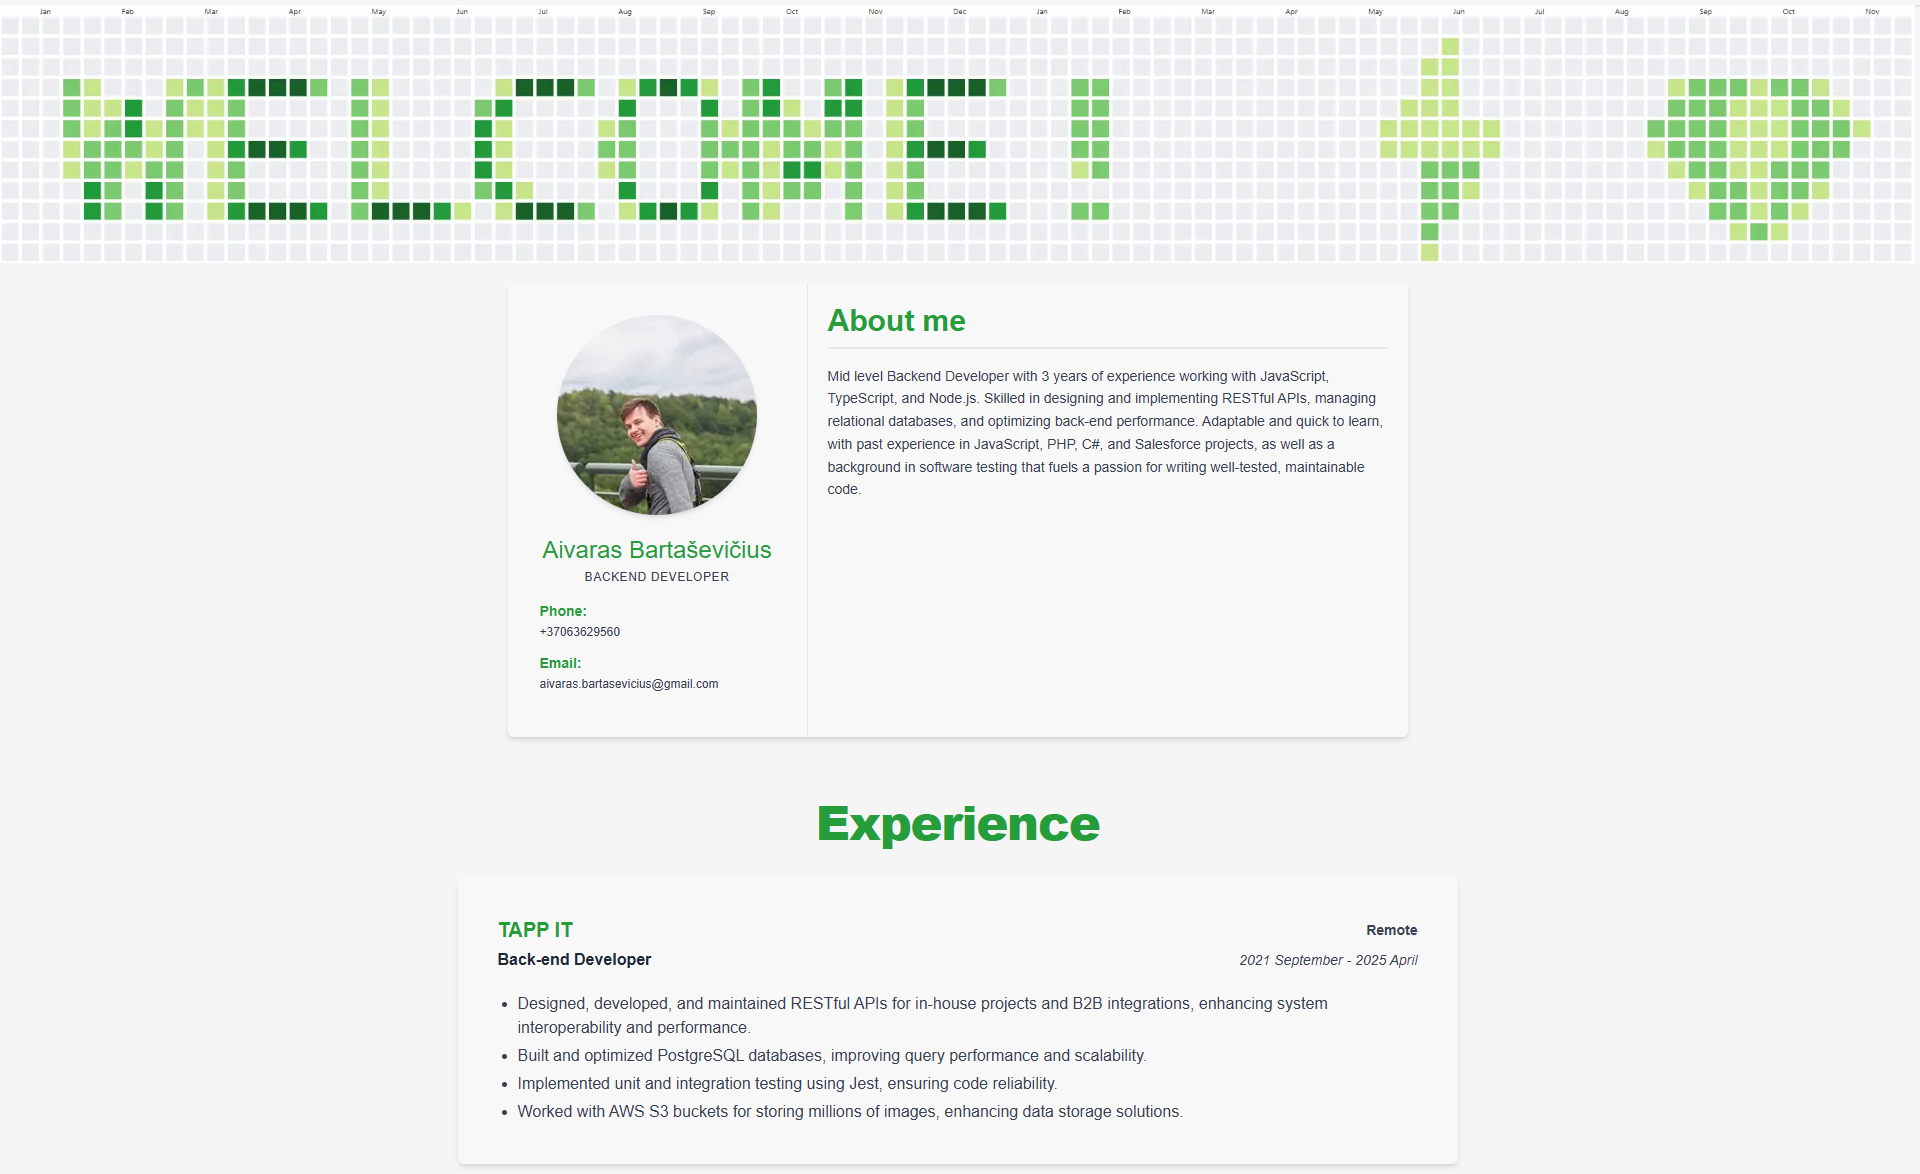 Jan Feb Mar Apr May Jun Jul Aug Sep Oct Nov Dec Jan Feb Mar Apr May Jun Jul Aug Sep Oct Nov
WELCOME!
About me
Mid level Backend Developer with 3 years of experience working with JavaScript,
TypeScript, and Node.js. Skilled in designing and implementing RESTful APIs, managing
relational databases, and optimizing back-end performance. Adaptable and quick to learn,
with past experience in JavaScript, PHP, C#, and Salesforce projects, as well as a
background in software testing that fuels a passion for writing well-tested, maintainable
code.
Aivaras Bartaševičius
BACKEND DEVELOPER
Phone:
+37063629560
Email:
aivaras.bartasevicius@gmail.com
Experience
TAPP IT
Remote
Back-end Developer
2021 September - 2025 April
• Designed, developed, and maintained RESTful APIs for in-house projects and B2B integrations, enhancing system
interoperability and performance.
• Built and optimized PostgreSQL databases, improving query performance and scalability.
• Implemented unit and integration testing using Jest, ensuring code reliability.
• Worked with AWS S3 buckets for storing millions of images, enhancing data storage solutions.